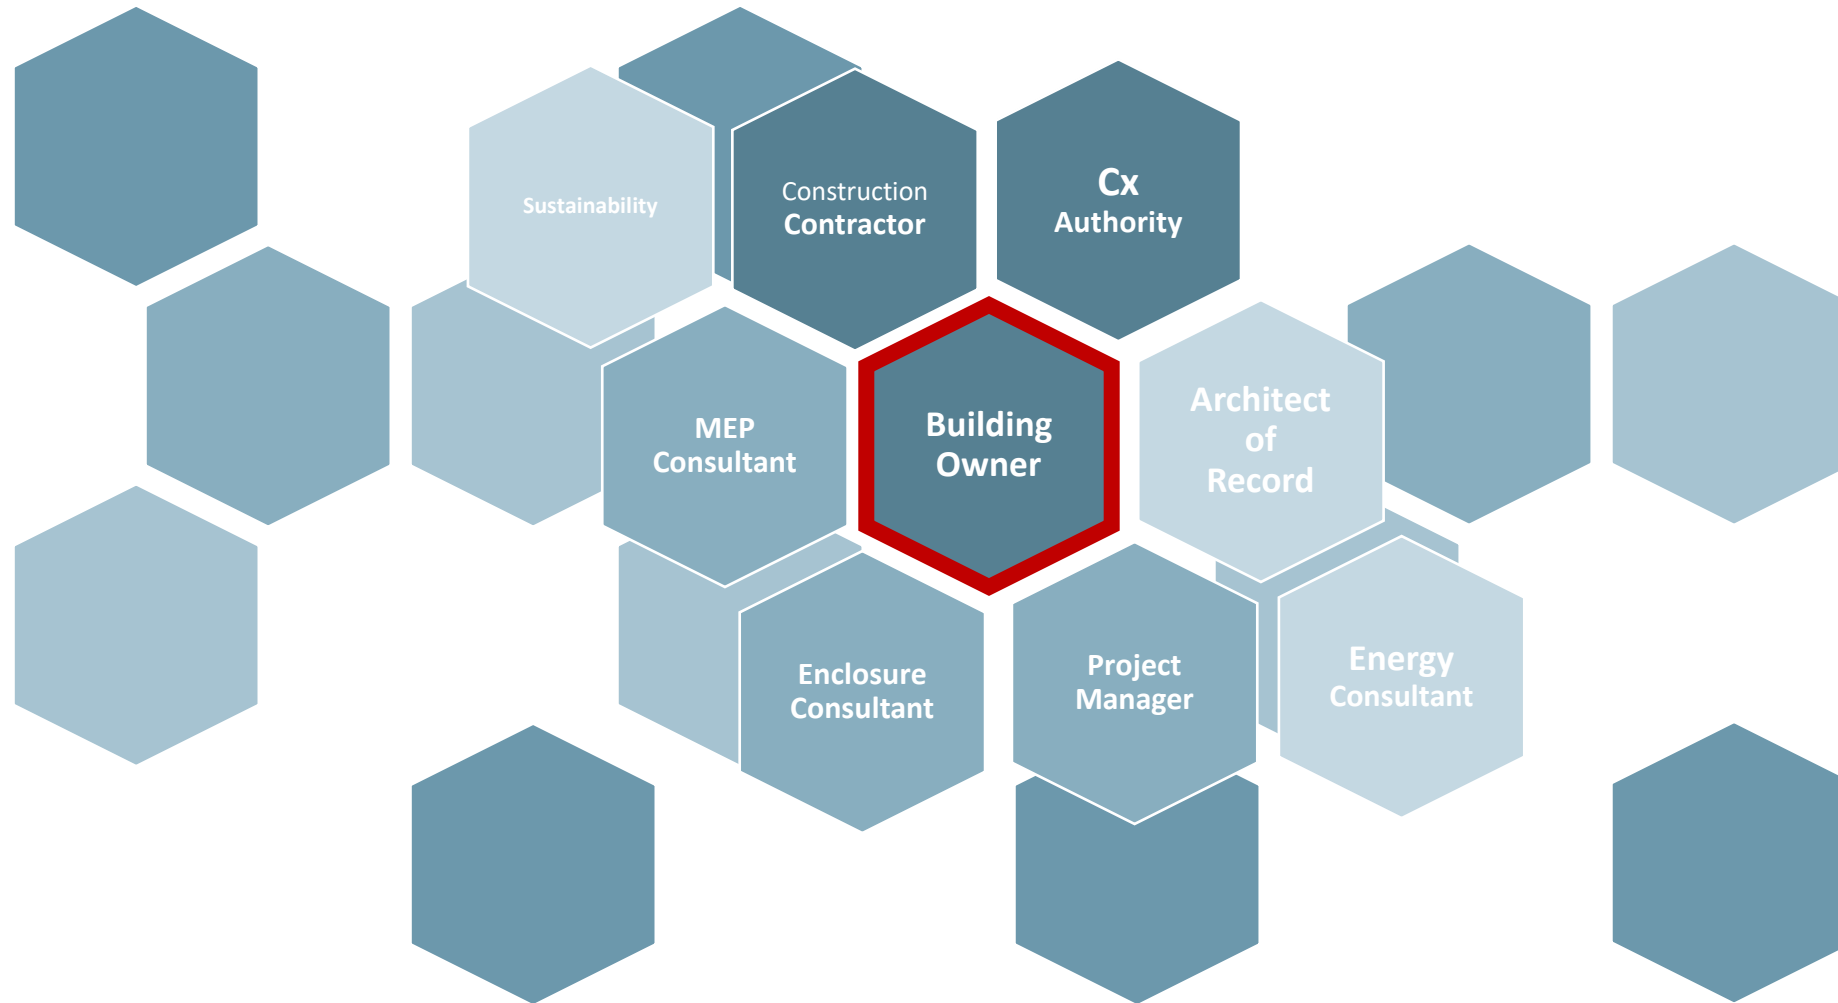 Sustainability
Construction
Contractor
Cx
Authority
MEP
Consultant
Building
Owner
Architect
of
Record
Enclosure
Consultant
Project
Manager
Energy
Consultant